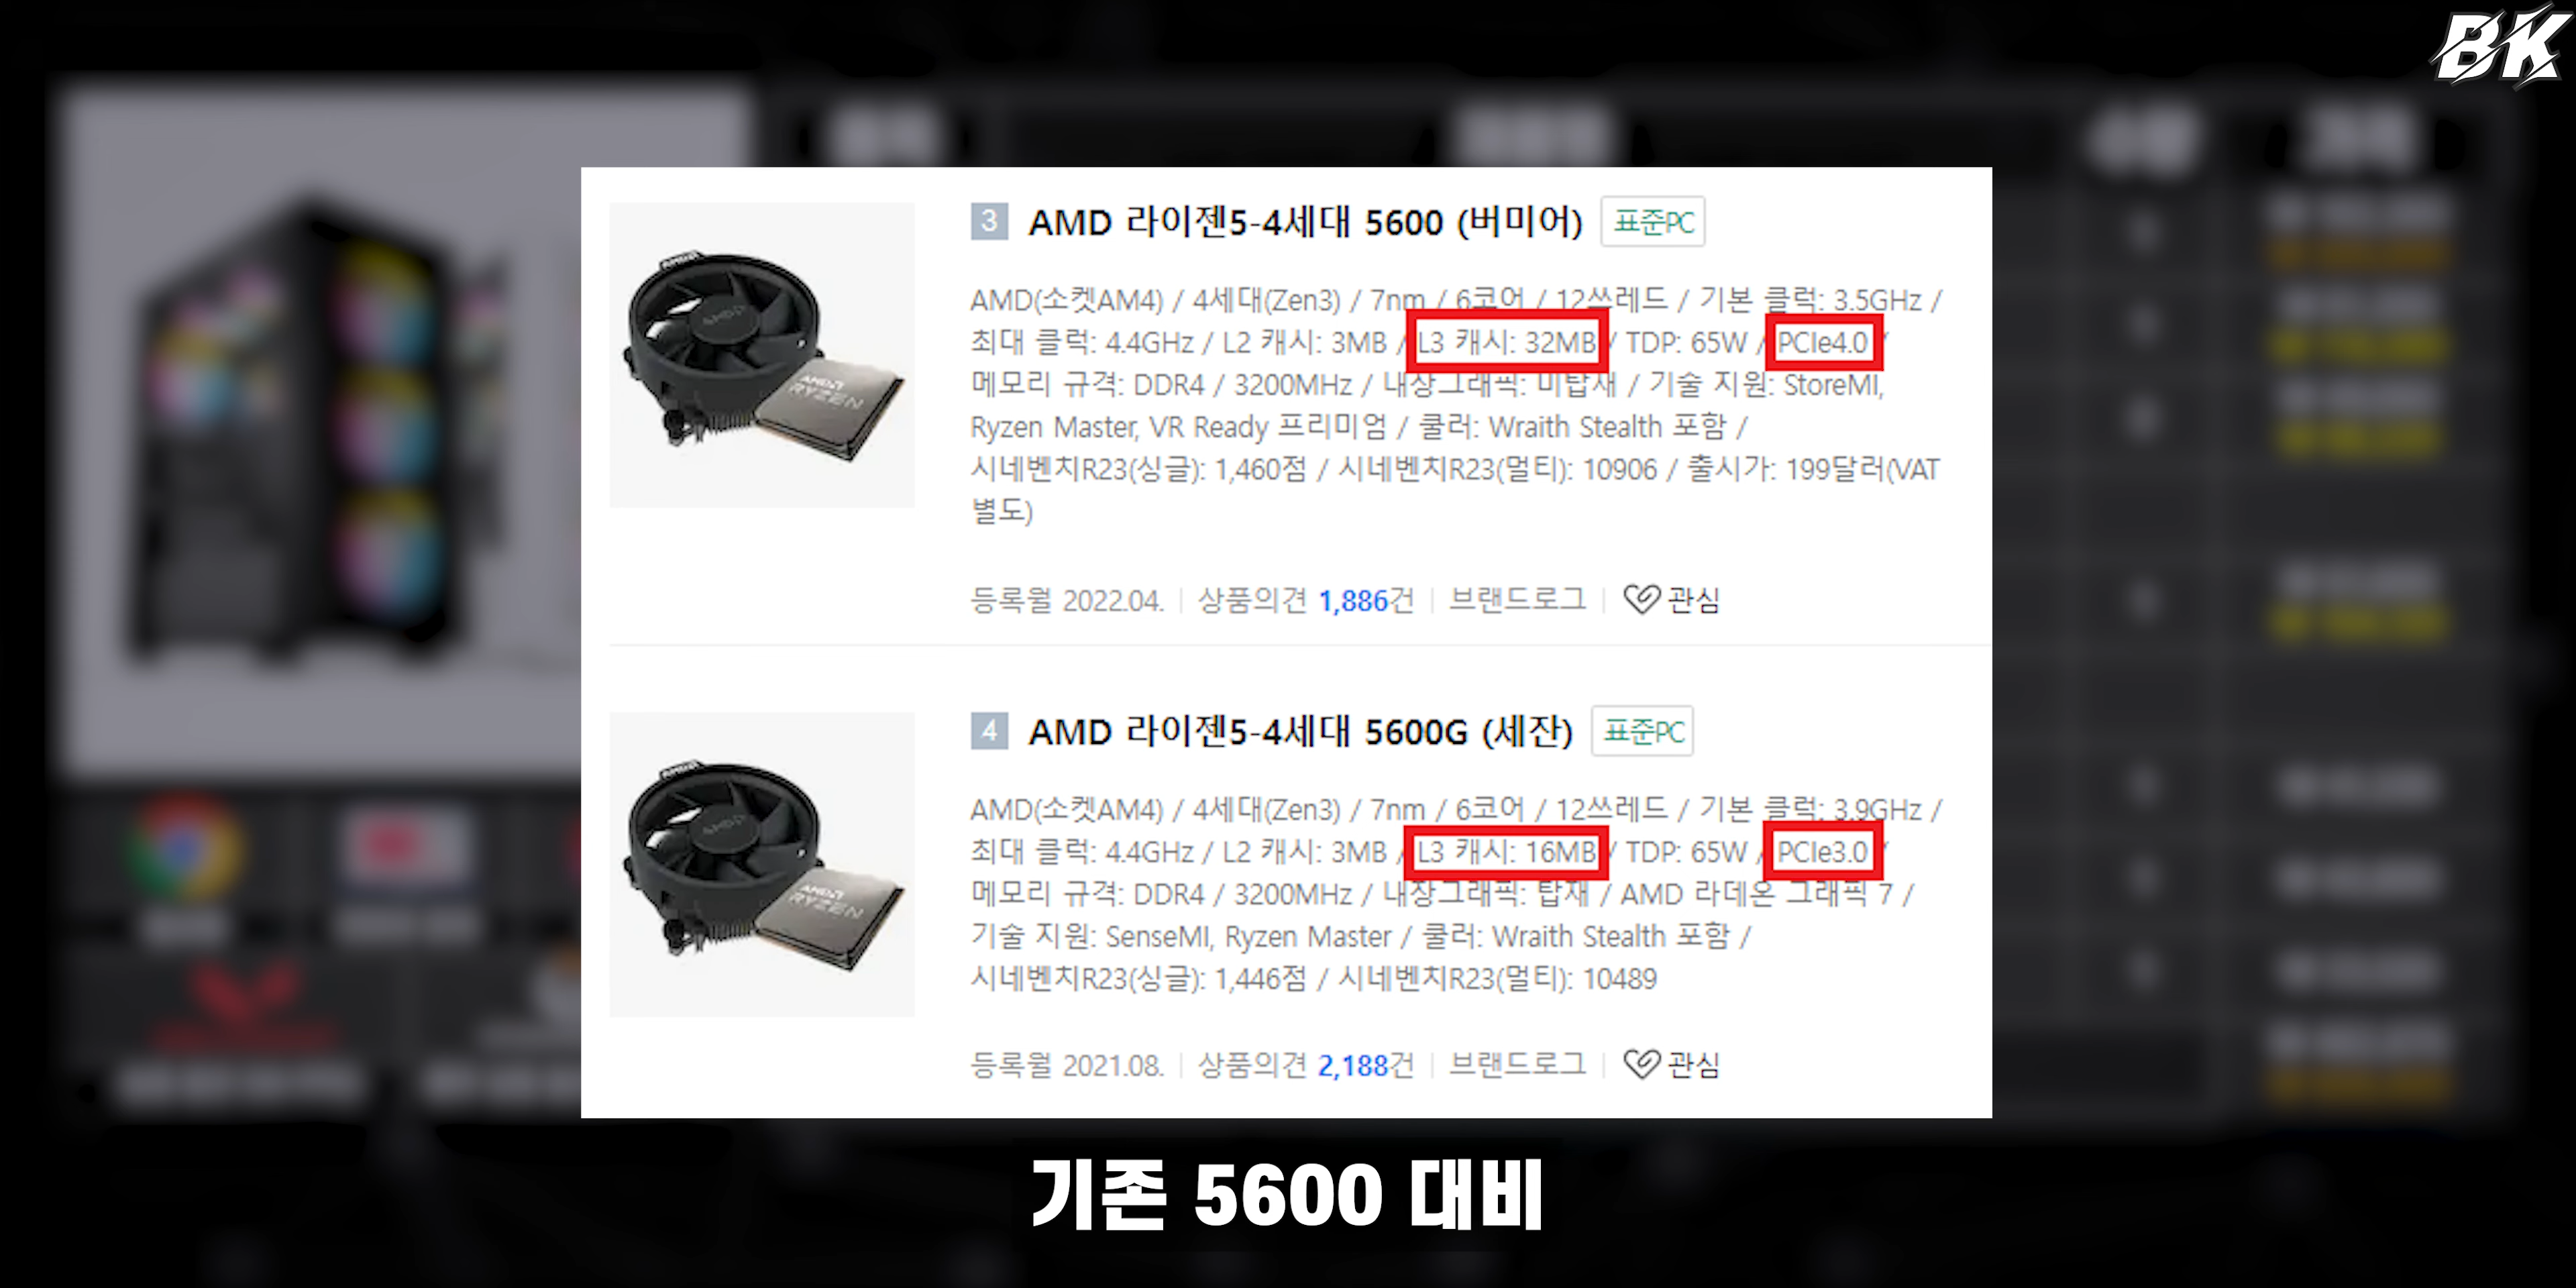 BK
3 AMD 라이젠5-4세대 5600 (버미어) 표준PC
AMD(소켓AM4) / 4세대(Zen3) / 7nm / 6코어 / 12쓰레드 / 기본 클럭: 3.5GHz /
최대 클럭: 4.4GHz / L2 캐시: 3MB / L3 캐시: 32MB / TDP: 65W / PCIe4.0 /
메모리 규격: DDR4 / 3200MHz / 내장그래픽: 미탑재 / 기술 지원: StoreMI,
Ryzen Master, VR Ready 프리미엄 / 쿨러: Wraith Stealth 포함 /
시네벤치R23(싱글): 1,460점 / 시네벤치R23(멀티): 10906 / 출시가: 199달러(VAT
별도)
등록월 2022.04. 상품의견 1,886건 브랜드로그 관심
4 AMD 라이젠5-4세대 5600G (세잔) 표준PC
AMD(소켓AM4) / 4세대(Zen3) / 7nm / 6코어 / 12쓰레드 / 기본 클럭: 3.9GHz /
최대 클럭: 4.4GHz / L2 캐시: 3MB / L3 캐시: 16MB / TDP: 65W / PCIe3.0 /
메모리 규격: DDR4 / 3200MHz / 내장그래픽: 탑재 / AMD 라데온 그래픽 7 /
기술 지원: SenseMI, Ryzen Master / 쿨러: Wraith Stealth 포함 /
시네벤치R23(싱글): 1,446점 / 시네벤치R23(멀티): 10489
등록월 2021.08. 상품의견 2,188건 브랜드로그 관심
AMD
RYZEN
AMD
RYZEN
기존 5600 대비